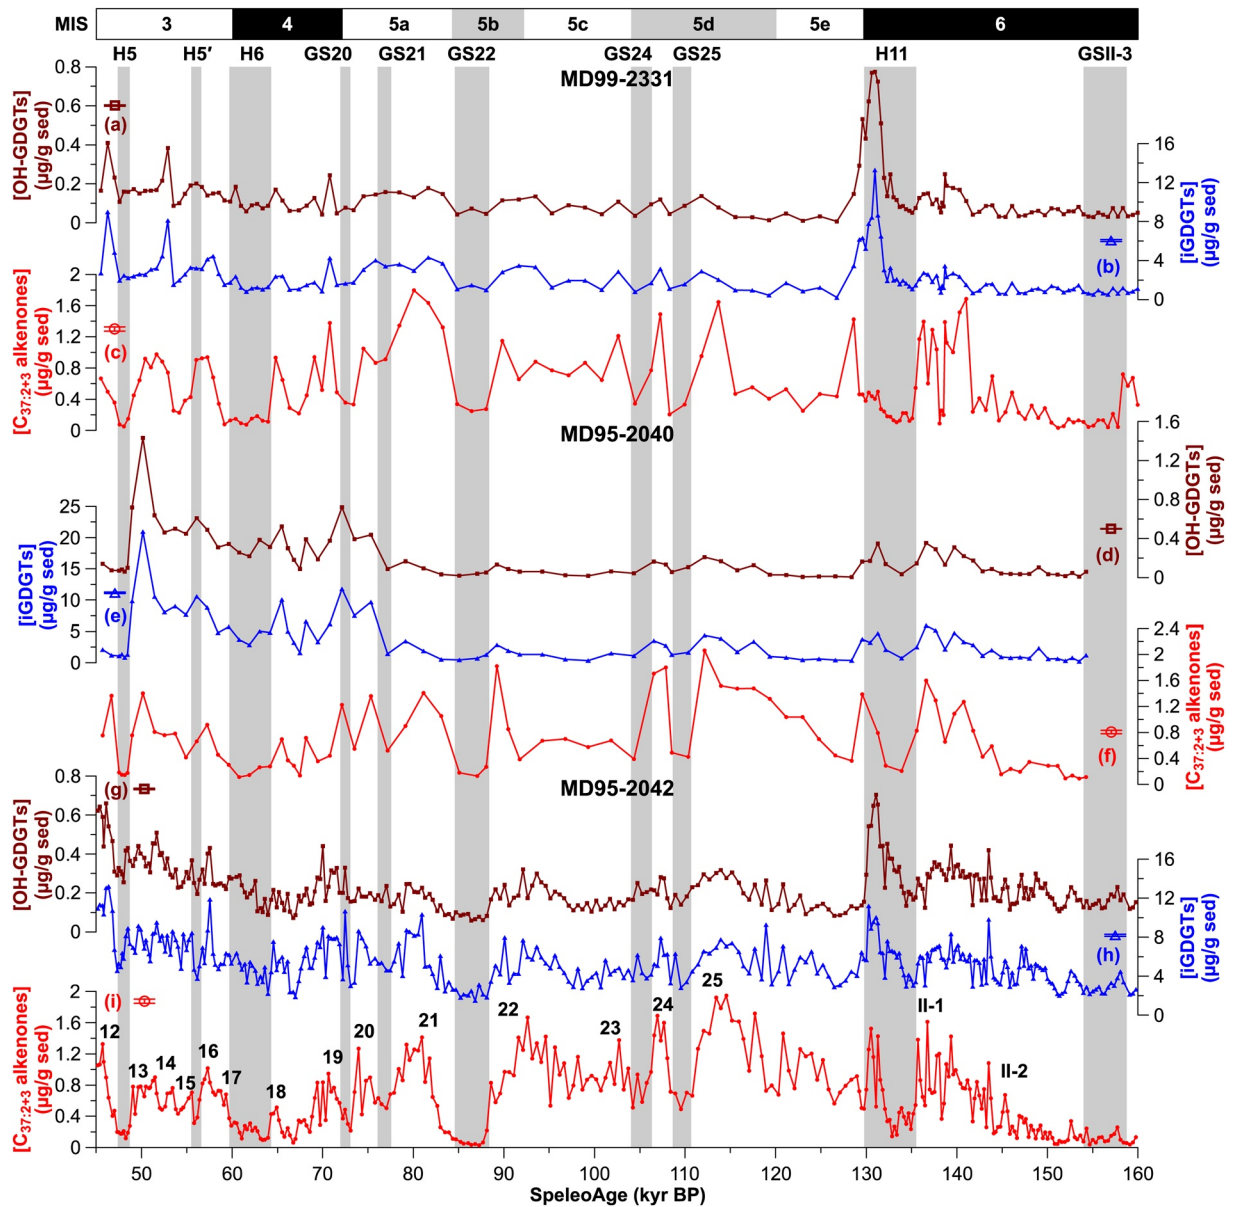 MIS 3 4 5a 5b 5c 5d 5e 6
H5 H5′ H6 GS20 GS21 GS22 GS24 GS25 H11 GSII-3
MD99-2331
0.8
0.6
0.4
0.2
0
[OH-GDGTs]
(µg/g sed)
(a)
16
12
8
4
0
[iGDGTs]
(µg/g sed)
(b)
2
1.6
1.2
0.8
0.4
0
[C37:2+3 alkenones]
(µg/g sed)
(c)
MD95-2040
1.6
1.2
0.8
0.4
0
[OH-GDGTs]
(µg/g sed)
(d)
25
20
15
10
5
0
[iGDGTs]
(µg/g sed)
(e)
2.4
2
1.6
1.2
0.8
0.4
0
[C37:2+3 alkenones]
(µg/g sed)
(f)
MD95-2042
0.8
0.6
0.4
0.2
0
[OH-GDGTs]
(µg/g sed)
(g)
16
12
8
4
0
[iGDGTs]
(µg/g sed)
(h)
2
1.6
1.2
0.8
0.4
0
[C37:2+3 alkenones]
(µg/g sed)
(i)
12 13 14 15 16 17 18 19 20 21 22 23 24 25 II-1 II-2
50 60 70 80 90 100 110 120 130 140 150 160
SpeleoAge (kyr BP)